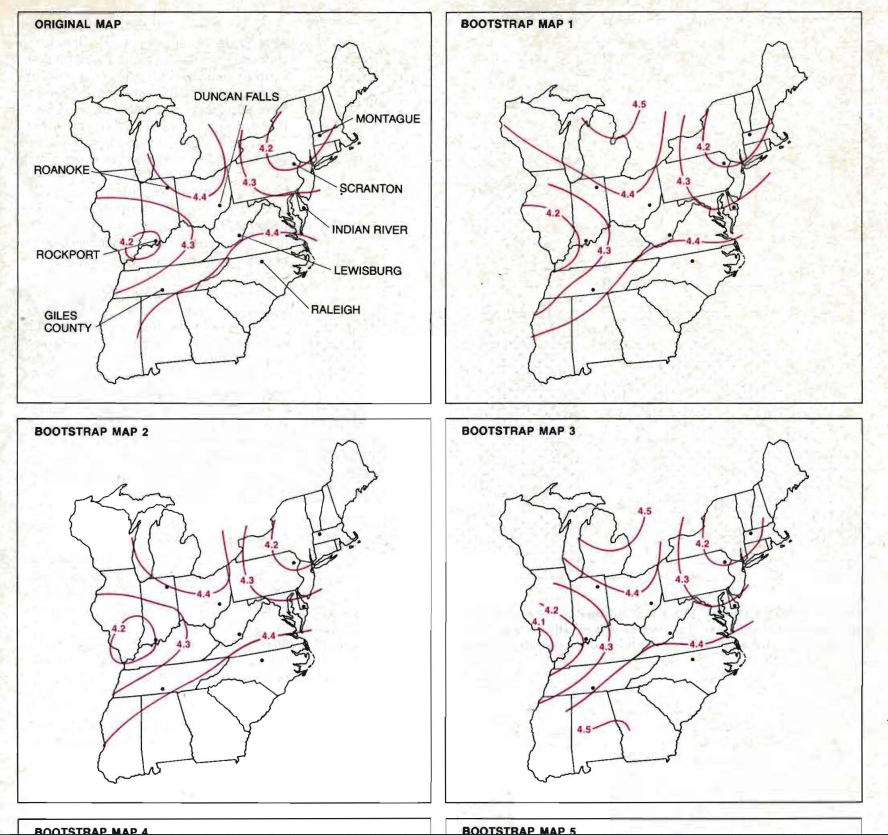 ORIGINAL MAP
DUNCAN FALLS
MONTAGUE
4.2
ROANOKE
4.4
4.3
SCRANTON
4.2
4.3
4.4
INDIAN RIVER
ROCKPORT
LEWISBURG
GILES
COUNTY
RALEIGH
BOOTSTRAP MAP 1
4.5
4.2
4.3
4.4
4.2
4.4
4.3
BOOTSTRAP MAP 2
4.2
4.3
4.4
4.2
4.4
4.3
BOOTSTRAP MAP 3
4.5
4.2
4.3
4.4
4.2
4.1
4.4
4.3
4.5
BOOTSTRAP MAP 4
BOOTSTRAP MAP 5